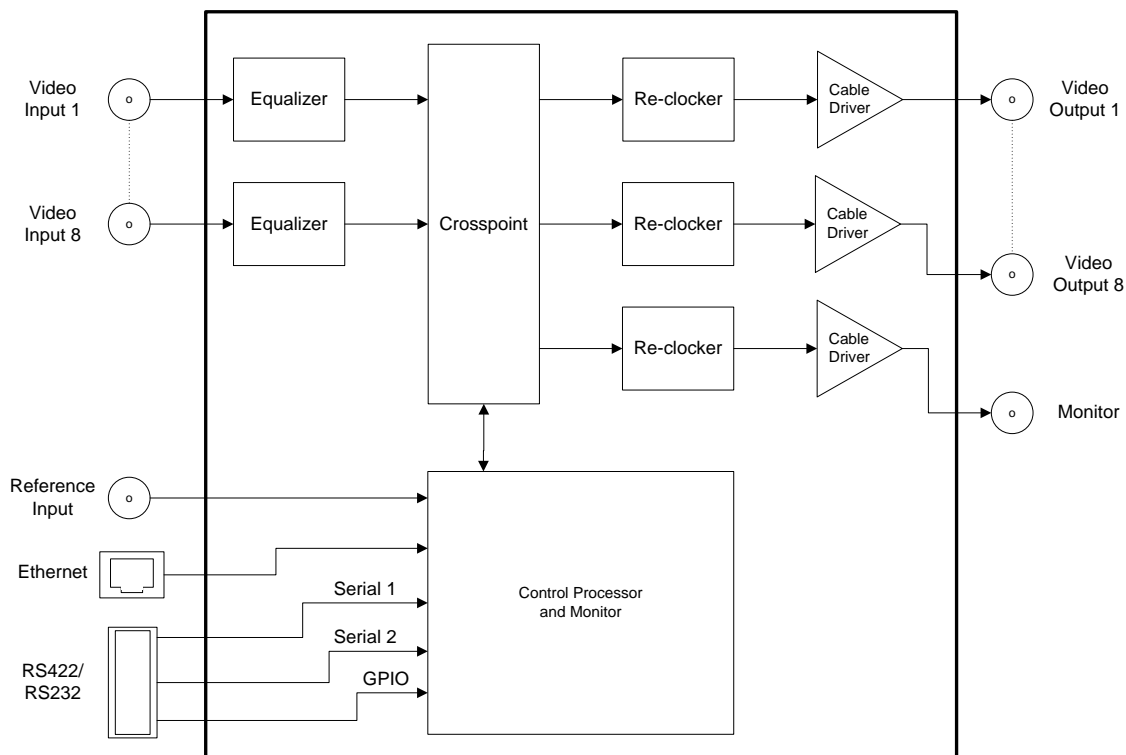 Video
Input 1
o
Equalizer
Re-clocker
Cable
Driver
o
Video
Output 1
Video
Input 8
o
Equalizer
Crosspoint
Re-clocker
Cable
Driver
o
Video
Output 8
Re-clocker
Cable
Driver
o
Monitor
Reference
Input
o
Ethernet
Serial 1
Serial 2
GPIO
RS422/
RS232
Control Processor
and Monitor